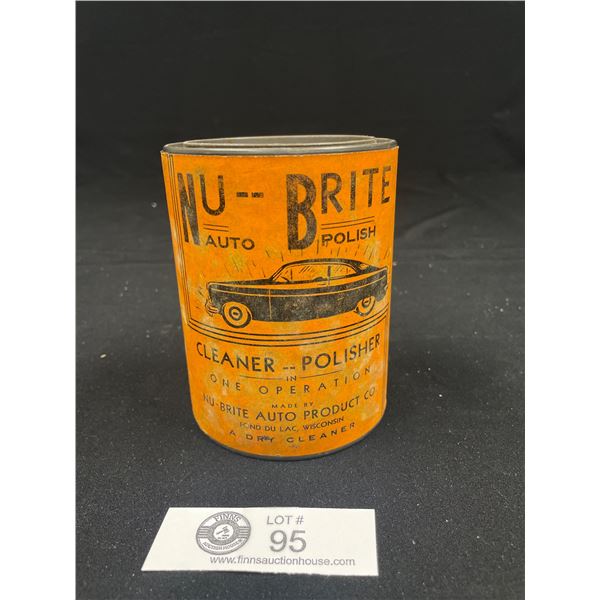 NU-- BRITE
AUTO POLISH
CLEANER -- POLISHER
IN
ONE OPERATION
MADE BY
NU-BRITE AUTO PRODUCT CO.
FOND DU LAC, WISCONSIN
A DRY CLEANER
FINNS
LOT #
95
www.finnsauctionhouse.com